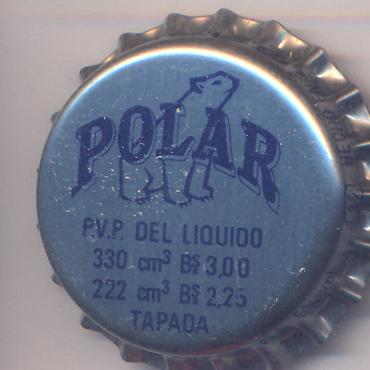 POLAR
P.V.P. DEL LIQUIDO
330 cm³ Bs 3,00
222 cm³ Bs 2,25
TAPADA